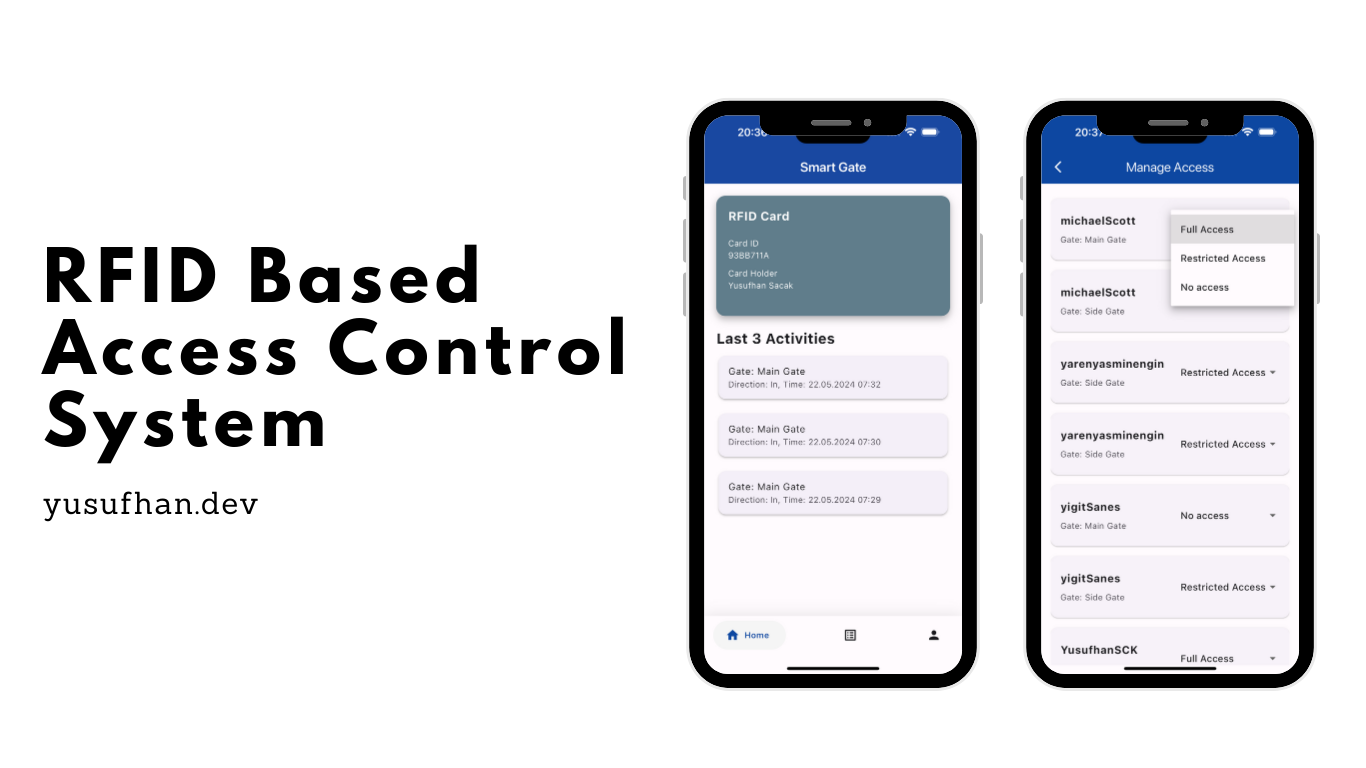 RFID Based
Access Control
System
yusufhan.dev
20:36
Smart Gate
RFID Card
Card ID
93BB711A
Card Holder
Yusufhan Sacak
Last 3 Activities
Gate: Main Gate
Direction: In, Time: 22.05.2024 07:32
Gate: Main Gate
Direction: In, Time: 22.05.2024 07:30
Gate: Main Gate
Direction: In, Time: 22.05.2024 07:29
Home
20:37
Manage Access
michaelScott
Gate: Main Gate
Full Access
Restricted Access
No access
michaelScott
Gate: Side Gate
yarenyasminengin
Gate: Side Gate
Restricted Access
yarenyasminengin
Gate: Side Gate
Restricted Access
yigitSanes
Gate: Main Gate
No access
yigitSanes
Gate: Side Gate
Restricted Access
YusufhanSCK
Full Access